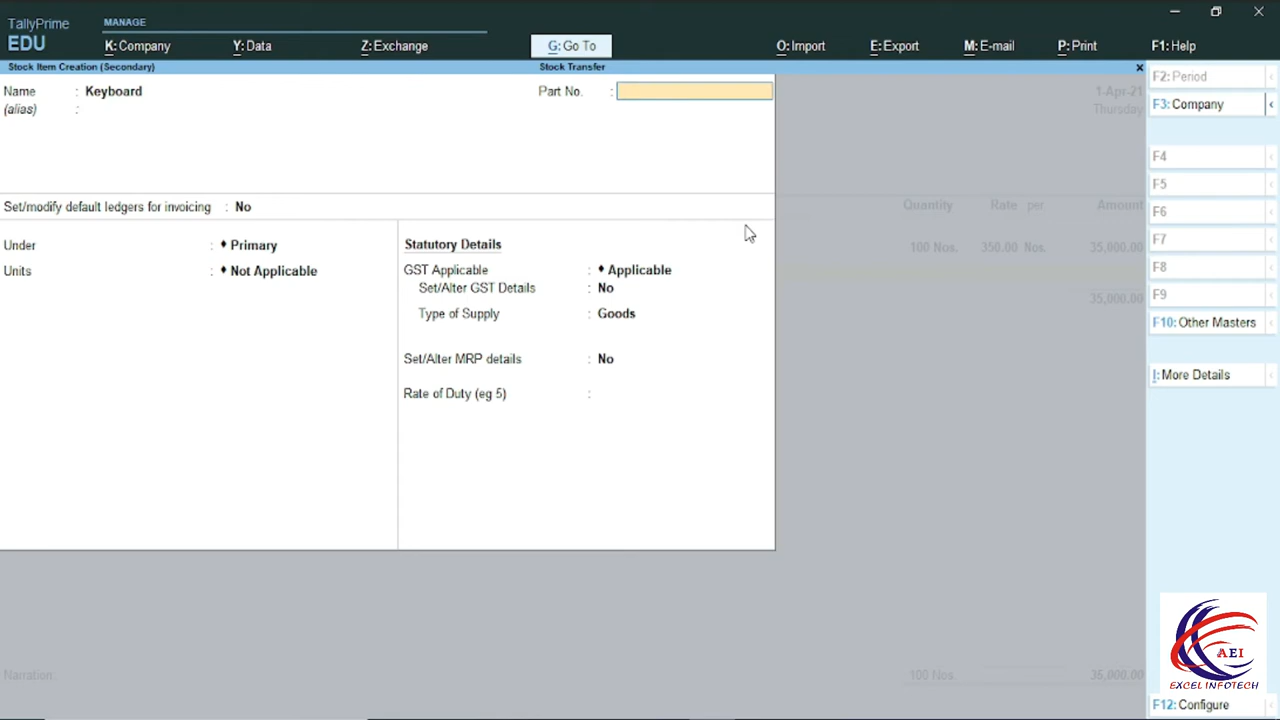 TallyPrime
EDU
MANAGE
K: Company
Y: Data
Z: Exchange
G: Go To
O: Import
E: Export
M: E-mail
P: Print
F1: Help
Stock Item Creation (Secondary)
Stock Transfer
×
Name : Keyboard
(alias) :
Part No. :
1-Apr-21
Thursday
Set/modify default ledgers for invoicing : No
Quantity Rate per Amount
Under : ♦ Primary
Units : ♦ Not Applicable
Statutory Details
GST Applicable : ♦ Applicable
Set/Alter GST Details : No
Type of Supply : Goods
Set/Alter MRP details : No
Rate of Duty (eg 5) :
100 Nos. 350.00 Nos. 35,000.00
35,000.00
Narration:
100 Nos. 35,000.00
F2: Period
F3: Company
F4
F5
F6
F7
F8
F9
F10: Other Masters
I: More Details
AEI
EXCEL INFOTECH
F12: Configure